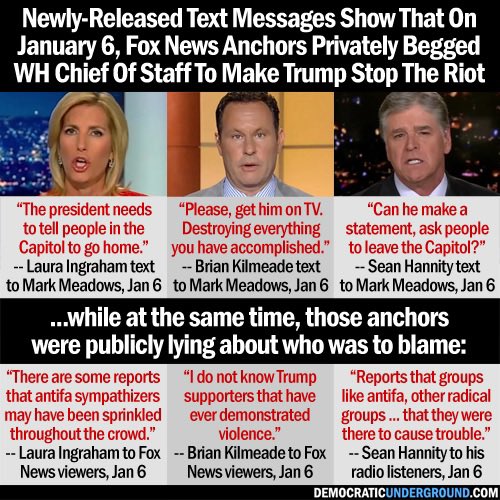 Newly-Released Text Messages Show That On
January 6, Fox News Anchors Privately Begged
WH Chief Of Staff To Make Trump Stop The Riot
“The president needs
to tell people in the
Capitol to go home.”
-- Laura Ingraham text
to Mark Meadows, Jan 6
“Please, get him on TV.
Destroying everything
you have accomplished.”
-- Brian Kilmeade text
to Mark Meadows, Jan 6
“Can he make a
statement, ask people
to leave the Capitol?”
-- Sean Hannity text
to Mark Meadows, Jan 6
...while at the same time, those anchors
were publicly lying about who was to blame:
“There are some reports
that antifa sympathizers
may have been sprinkled
throughout the crowd.”
-- Laura Ingraham to Fox
News viewers, Jan 6
“I do not know Trump
supporters that have
ever demonstrated
violence.”
-- Brian Kilmeade to Fox
News viewers, Jan 6
“Reports that groups
like antifa, other radical
groups ... that they were
there to cause trouble.”
-- Sean Hannity to his
radio listeners, Jan 6
DEMOCRATICUNDERGROUND.COM